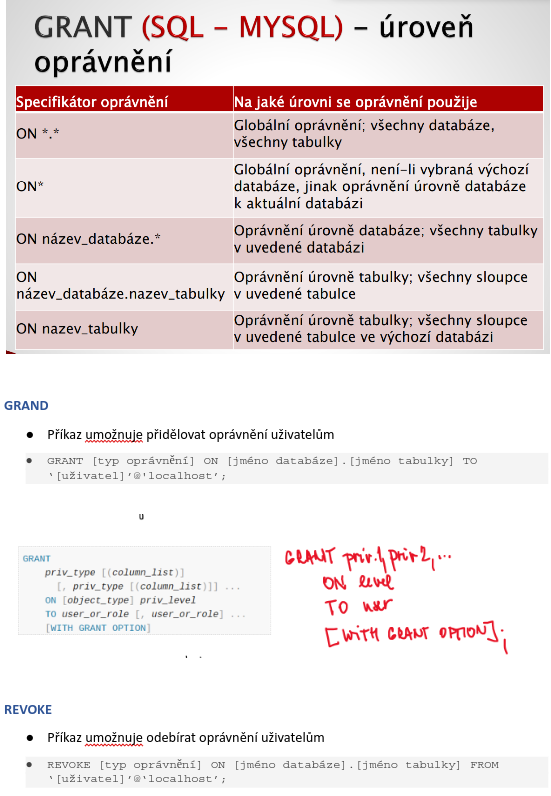 GRANT (SQL – MYSQL) – úroveň
oprávnění
Specifikátor oprávnění Na jaké úrovni se oprávnění použije
ON *.* Globální oprávnění; všechny databáze,
všechny tabulky
ON* Globální oprávnění, není-li vybraná výchozí
databáze, jinak oprávnění úrovně databáze
k aktuální databázi
ON název_databáze.* Oprávnění úrovně databáze; všechny tabulky
v uvedené databázi
ON
název_databáze.nazev_tabulky
Oprávnění úrovně tabulky; všechny sloupce
v uvedené tabulce
ON nazev_tabulky Oprávnění úrovně tabulky; všechny sloupce
v uvedené tabulce ve výchozí databázi
GRAND
● Příkaz umožnuje přidělovat oprávnění uživatelům
● GRANT [typ oprávnění] ON [jméno databáze].[jméno tabulky] TO
‘[uživatel]’@'localhost’;
u
GRANT
priv_type [(column_list)]
[, priv_type [(column_list)]] ...
ON [object_type] priv_level
TO user_or_role [, user_or_role] ...
[WITH GRANT OPTION]
GRANT priv.1, priv 2, ...
ON level
TO user
[WITH GRANT OPTION];
REVOKE
● Příkaz umožnuje odebírat oprávnění uživatelům
● REVOKE [typ oprávnění] ON [jméno databáze].[jméno tabulky] FROM
‘[uživatel]’@‘localhost’;